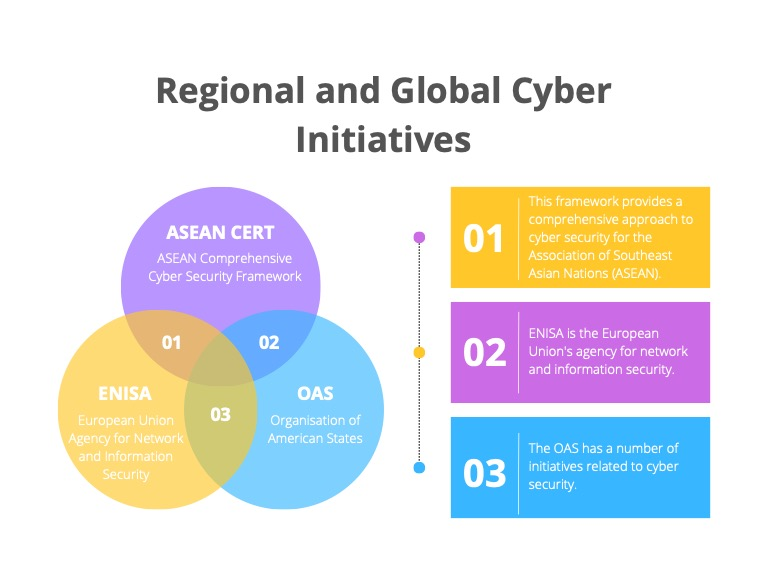 Regional and Global Cyber
Initiatives
ASEAN CERT
ASEAN Comprehensive
Cyber Security Framework
01
02
ENISA
European Union
Agency for Network
and Information
Security
03
OAS
Organisation of
American States
01
This framework provides a
comprehensive approach to
cyber security for the
Association of Southeast
Asian Nations (ASEAN).
02
ENISA is the European
Union's agency for network
and information security.
03
The OAS has a number of
initiatives related to cyber
security.